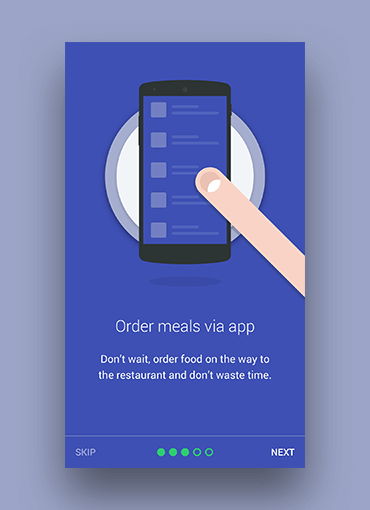 Order meals via app
Don't wait, order food on the way to
the restaurant and don't waste time.
SKIP
NEXT